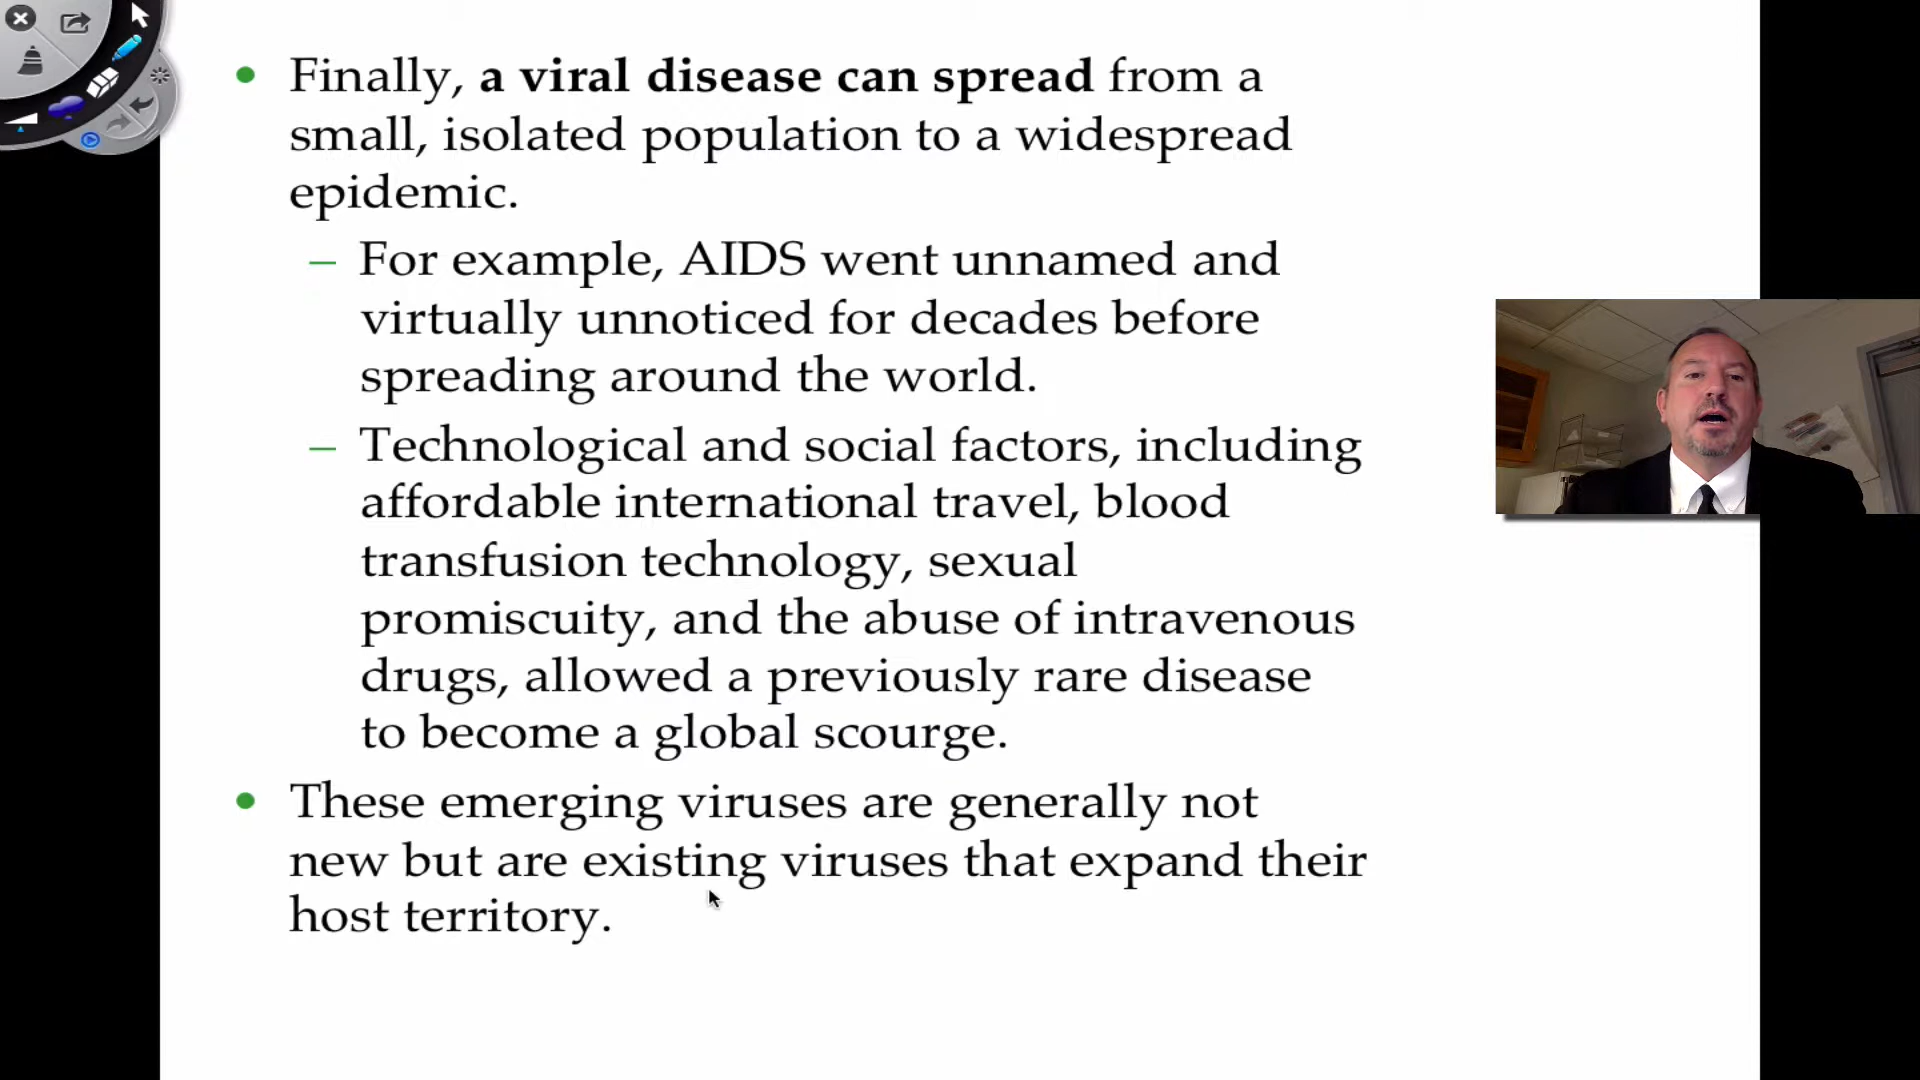 • Finally, a viral disease can spread from a
small, isolated population to a widespread
epidemic.
– For example, AIDS went unnamed and
virtually unnoticed for decades before
spreading around the world.
– Technological and social factors, including
affordable international travel, blood
transfusion technology, sexual
promiscuity, and the abuse of intravenous
drugs, allowed a previously rare disease
to become a global scourge.
• These emerging viruses are generally not
new but are existing viruses that expand their
host territory.